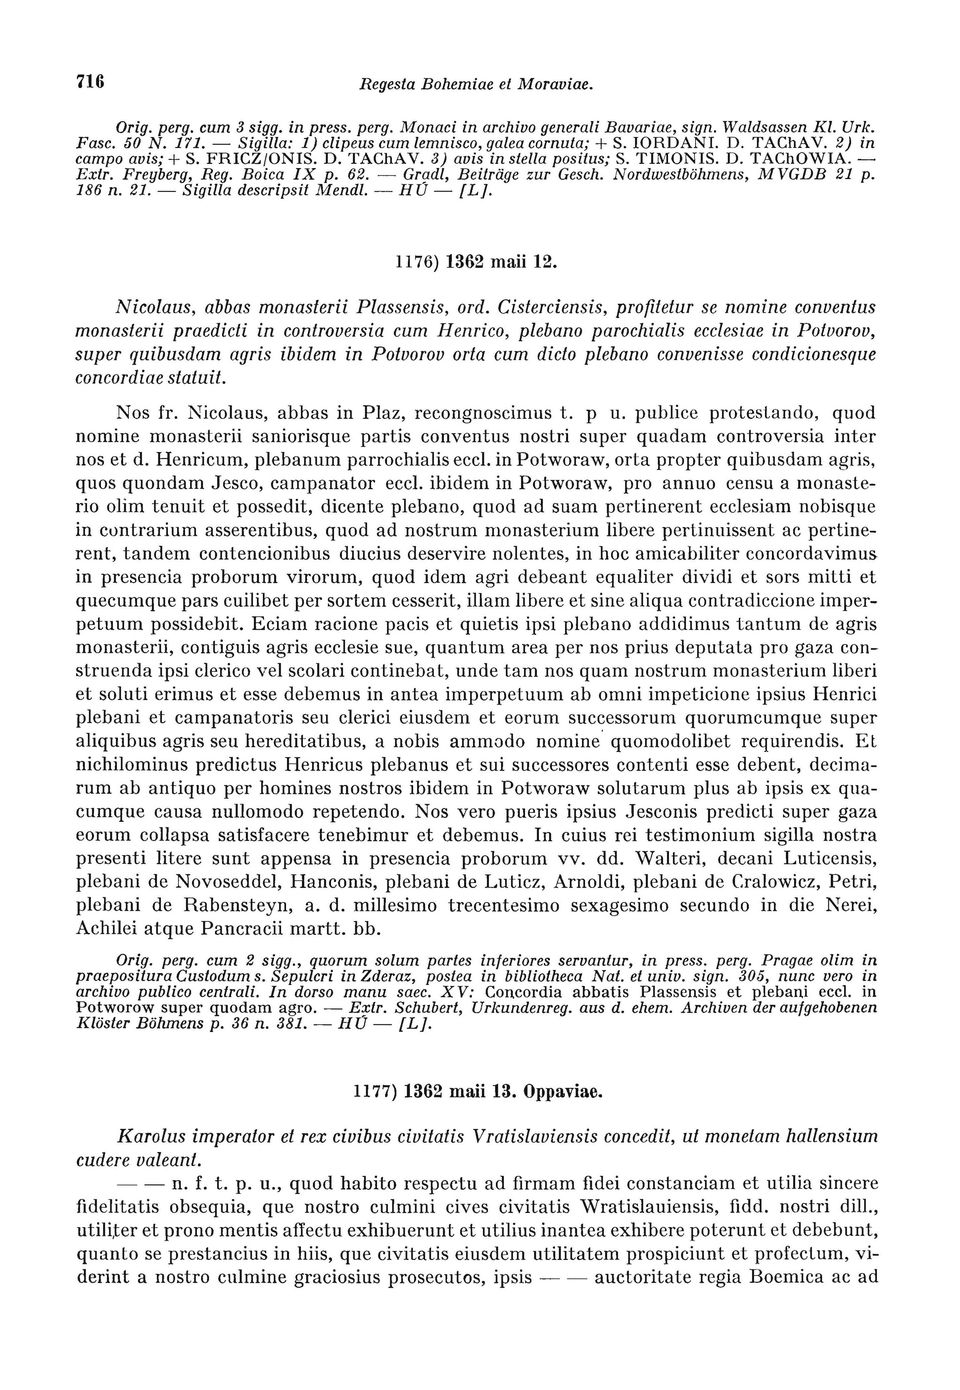 716
Regesta Bohemiae et Moraviae.
Orig. perg. cum 3 sigg. in press. perg. Monaci in archivo generali Bavariae, sign. Waldsassen Kl. Urk.
Fasc. 50 N. 171. — Sigilla: 1) clipeus cum lemnisco, galea cornuta; + S. IORDANI. D. TAChAV. 2) in
campo avis; + S. FRICZ/ONIS. D. TAChAV. 3) avis in stella positus; S. TIMONIS. D. TAChOWIA. —
Extr. Freyberg, Reg. Boica IX p. 62. — Gradl, Beiträge zur Gesch. Nordwestböhmens, MVGDB 21 p.
186 n. 21. — Sigilla descripsit Mendl. — HÚ — [L].
1176) 1362 maii 12.
Nicolaus, abbas monasterii Plassensis, ord. Cisterciensis, profitetur se nomine conventus
monasterii praedicti in controversia cum Henrico, plebano parochialis ecclesiae in Potvorov,
super quibusdam agris ibidem in Potvorov orta cum dicto plebano convenisse condicionesque
concordiae statuit.
Nos fr. Nicolaus, abbas in Plaz, recongnoscimus t. p u. publice protestando, quod
nomine monasterii saniorisque partis conventus nostri super quadam controversia inter
nos et d. Henricum, plebanum parrochialis eccl. in Potworaw, orta propter quibusdam agris,
quos quondam Jesco, campanator eccl. ibidem in Potworaw, pro annuo censu a monaste-
rio olim tenuit et possedit, dicente plebano, quod ad suam pertinerent ecclesiam nobisque
in contrarium asserentibus, quod ad nostrum monasterium libere pertinuissent ac pertine-
rent, tandem contencionibus diucius deservire nolentes, in hoc amicabiliter concordavimus
in presencia proborum virorum, quod idem agri debeant equaliter dividi et sors mitti et
quecumque pars cuilibet per sortem cesserit, illam libere et sine aliqua contradiccione imper-
petuum possidebit. Eciam racione pacis et quietis ipsi plebano addidimus tantum de agris
monasterii, contiguis agris ecclesie sue, quantum area per nos prius deputata pro gaza con-
struenda ipsi clerico vel scolari continebat, unde tam nos quam nostrum monasterium liberi
et soluti erimus et esse debemus in antea imperpetuum ab omni impeticione ipsius Henrici
plebani et campanatoris seu clerici eiusdem et eorum successorum quorumcumque super
aliquibus agris seu hereditatibus, a nobis ammodo nomine quomodolibet requirendis. Et
nichilominus predictus Henricus plebanus et sui successores contenti esse debent, decima-
rum ab antiquo per homines nostros ibidem in Potworaw solutarum plus ab ipsis ex qua-
cumque causa nullomodo repetendo. Nos vero pueris ipsius Jesconis predicti super gaza
eorum collapsa satisfacere tenebimur et debemus. In cuius rei testimonium sigilla nostra
presenti litere sunt appensa in presencia proborum vv. dd. Walteri, decani Luticensis,
plebani de Novoseddel, Hanconis, plebani de Luticz, Arnoldi, plebani de Cralowicz, Petri,
plebani de Rabensteyn, a. d. millesimo trecentesimo sexagesimo secundo in die Nerei,
Achilei atque Pancracii martt. bb.
Orig. perg. cum 2 sigg., quorum solum partes inferiores servantur, in press. perg. Pragae olim in
praepositura Custodum s. Sepulcri in Zderaz, postea in bibliotheca Nat. et univ. sign. 305, nunc vero in
archivo publico centrali. In dorso manu saec. XV: Concordia abbatis Plassensis et plebani eccl. in
Potworow super quodam agro. — Extr. Schubert, Urkundenreg. aus d. ehem. Archiven der aufgehobenen
Klöster Böhmens p. 36 n. 381. — HÚ — [L].
1177) 1362 maii 13. Oppaviae.
Karolus imperator et rex civibus civitatis Vratislaviensis concedit, ut monetam hallensium
cudere valeant.
— — n. f. t. p. u., quod habito respectu ad firmam fidei constanciam et utilia sincere
fidelitatis obsequia, que nostro culmini cives civitatis Wratislauiensis, fidd. nostri dill.,
utiliter et prono mentis affectu exhibuerunt et utilius inantea exhibere poterunt et debebunt,
quanto se prestancius in hiis, que civitatis eiusdem utilitatem prospiciunt et profectum, vi-
derint a nostro culmine graciosius prosecutos, ipsis — — auctoritate regia Boemica ac ad